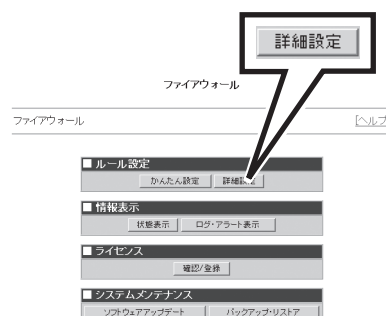 詳細設定
ファイアウォール
ファイアウォール [ヘルプ
■ ルール設定
かんたん設定 詳細設定
■ 情報表示
状態表示 ログ・アラート表示
■ ライセンス
確認/登録
■ システムメンテナンス
ソフトウェアアップデート バックアップ・リストア